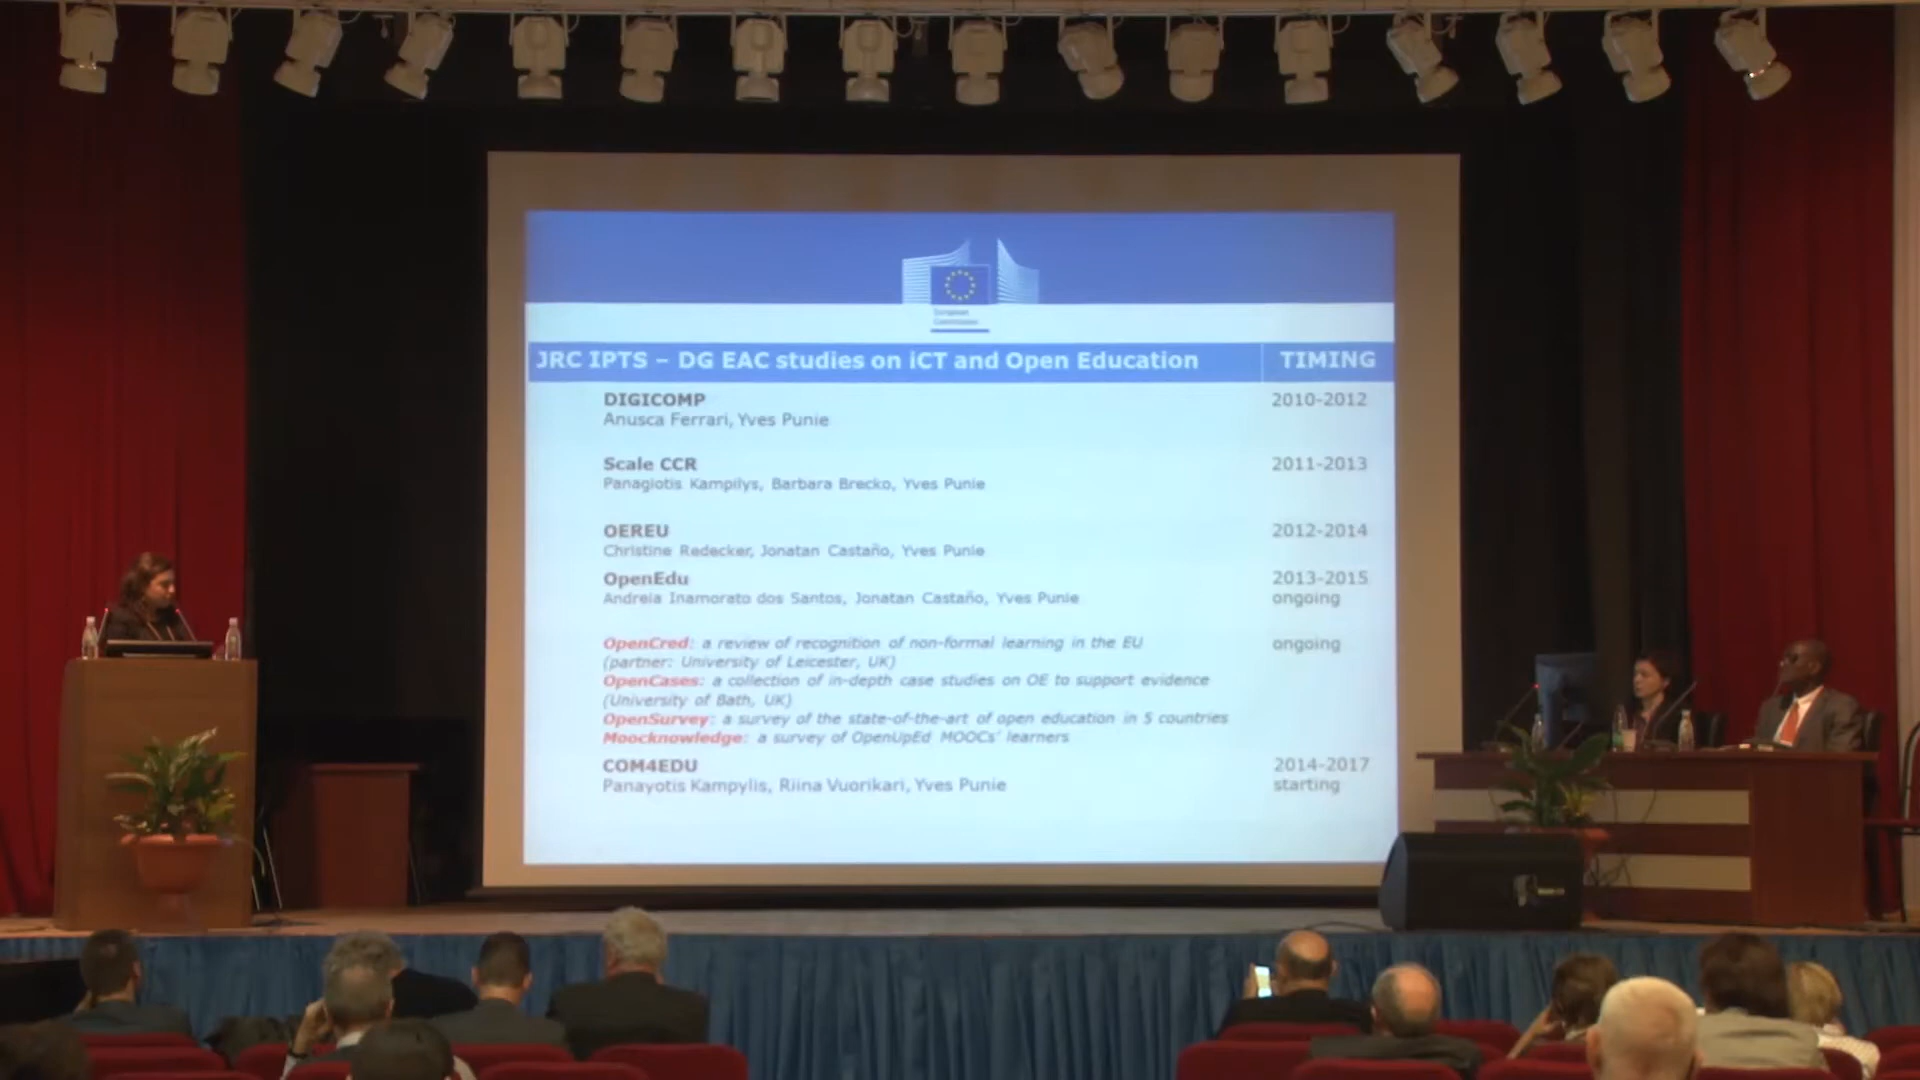 European
Commission
JRC IPTS – DG EAC studies on iCT and Open Education TIMING
DIGICOMP 2010-2012
Anusca Ferrari, Yves Punie
Scale CCR 2011-2013
Panagiotis Kampilys, Barbara Brecko, Yves Punie
OEREU 2012-2014
Christine Redecker, Jonatan Castaño, Yves Punie
OpenEdu 2013-2015
Andreia Inamorato dos Santos, Jonatan Castaño, Yves Punie ongoing
OpenCred: a review of recognition of non-formal learning in the EU ongoing
(partner: University of Leicester, UK)
OpenCases: a collection of in-depth case studies on OE to support evidence
(University of Bath, UK)
OpenSurvey: a survey of the state-of-the-art of open education in 5 countries
Moocknowledge: a survey of OpenUpEd MOOCs' learners
COM4EDU 2014-2017
Panayotis Kampylis, Riina Vuorikari, Yves Punie starting